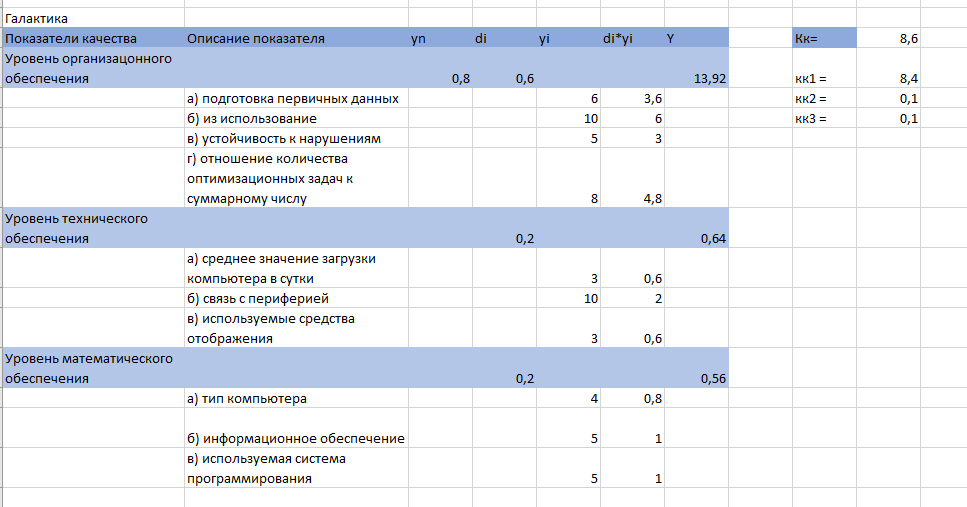 Галактика
Показатели качества Описание показателя yn di yi di*yi Y Кк= 8,6
Уровень организацонного
обеспечения 0,8 0,6 13,92 кк1 = 8,4
а) подготовка первичных данных 6 3,6 кк2 = 0,1
б) из использование 10 6 кк3 = 0,1
в) устойчивость к нарушениям 5 3
г) отношение количества
оптимизационных задач к
суммарному числу 8 4,8
Уровень технического
обеспечения 0,2 0,64
а) среднее значение загрузки
компьютера в сутки 3 0,6
б) связь с периферией 10 2
в) используемые средства
отображения 3 0,6
Уровень математического
обеспечения 0,2 0,56
а) тип компьютера 4 0,8
б) информационное обеспечение 5 1
в) используемая система
программирования 5 1